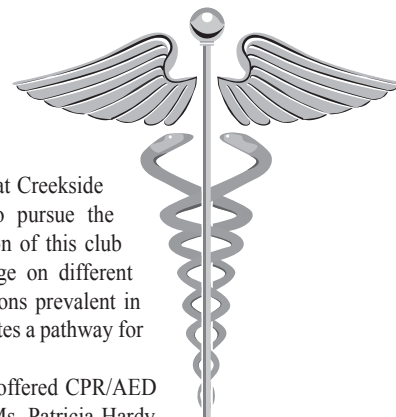 at Creekside
o pursue the
on of this club
ge on different
ons prevalent in
tes a pathway for
offered CPR/AED
Ms. Patricia Hardy